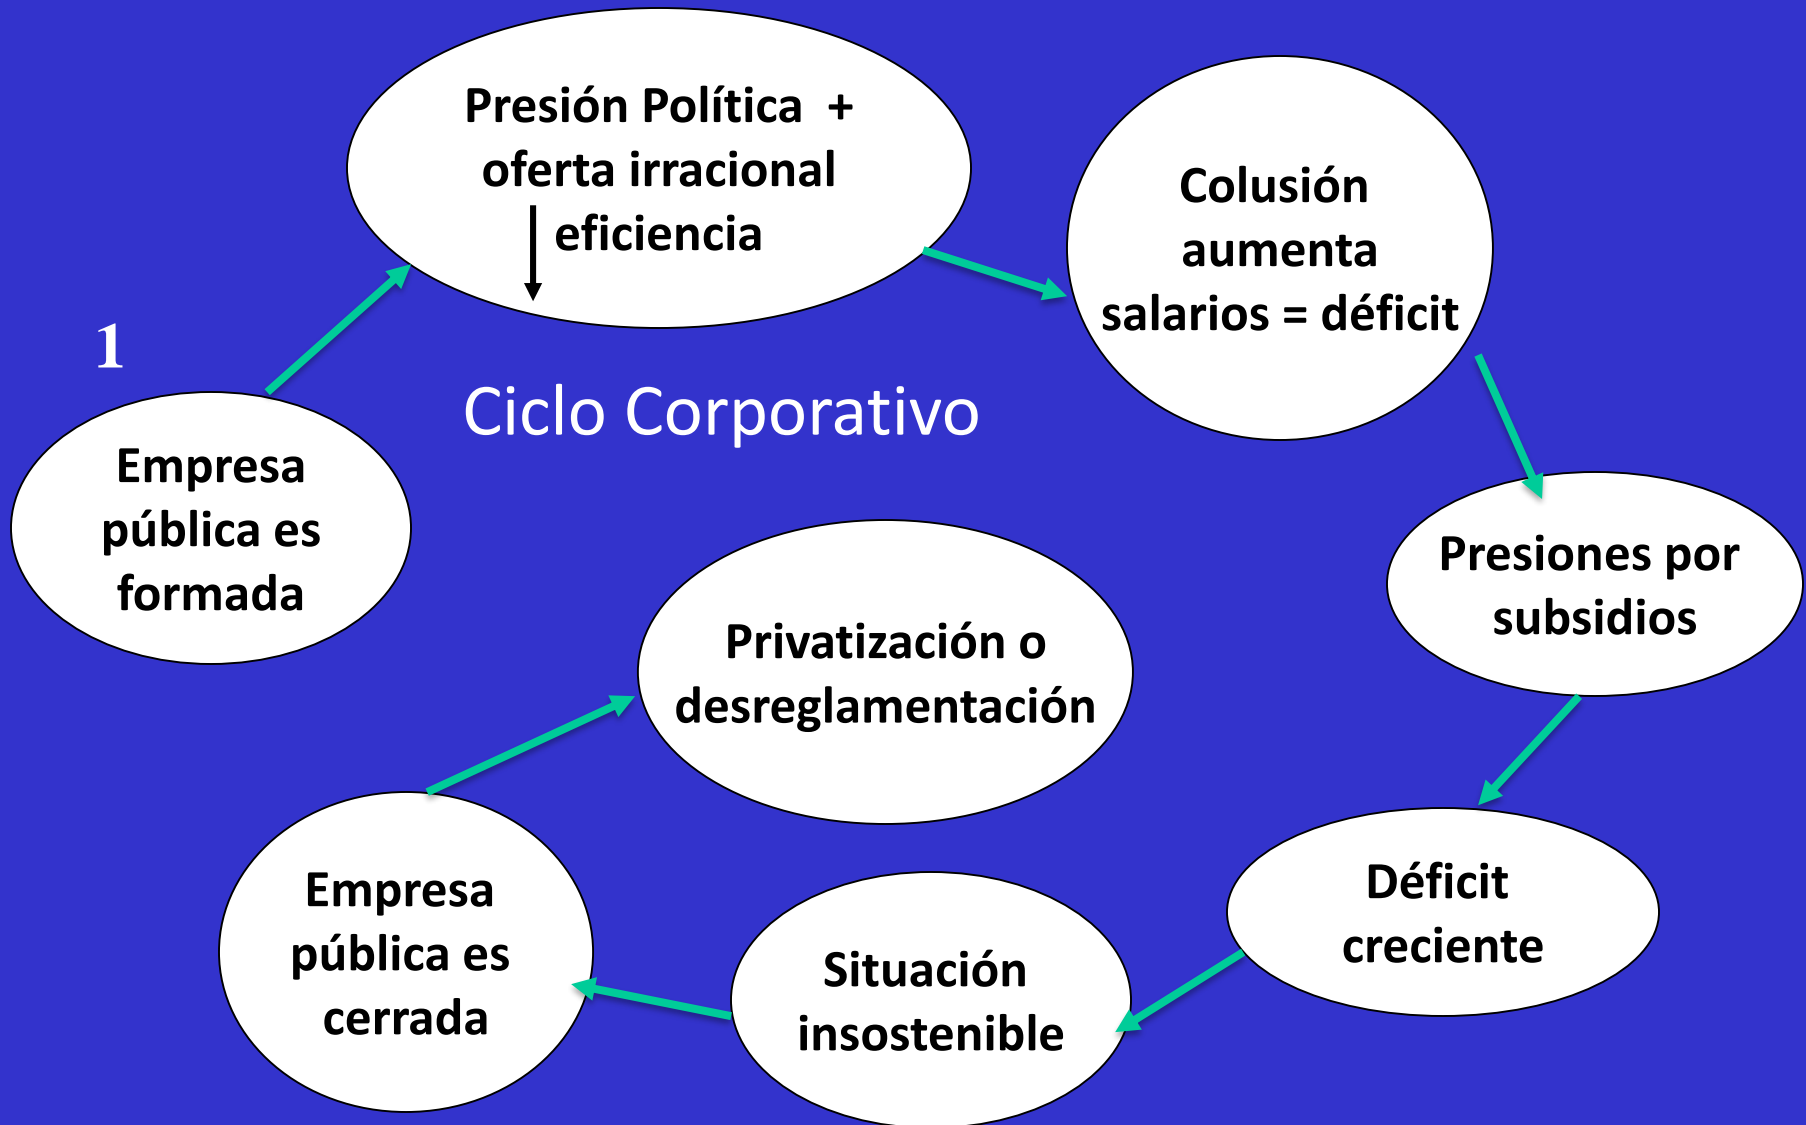 1
Empresa
pública es
formada
Presión Política +
oferta irracional
eficiencia
Colusión
aumenta
salarios = déficit
Ciclo Corporativo
Presiones por
subsidios
Déficit
creciente
Situación
insostenible
Empresa
pública es
cerrada
Privatización o
desreglamentación